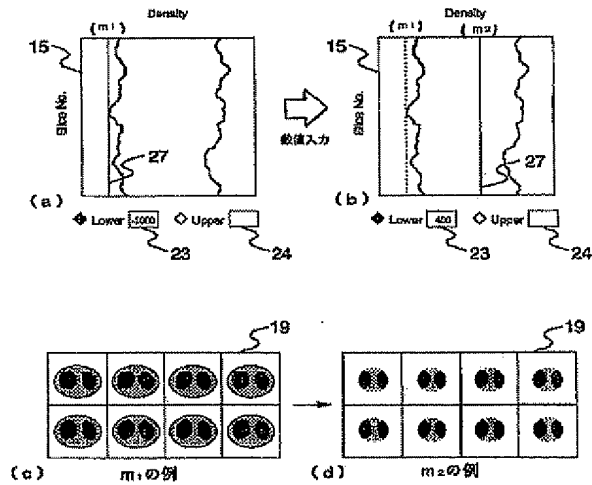 Density
(m1)
15
Slice No.
27
(a)
Lower -1000 Upper
23
24
数値入力
Density
(m1)
(m2)
15
Slice No.
27
(b)
Lower 400 Upper
23
24
19
(c)
m1の例
19
(d)
m2の例